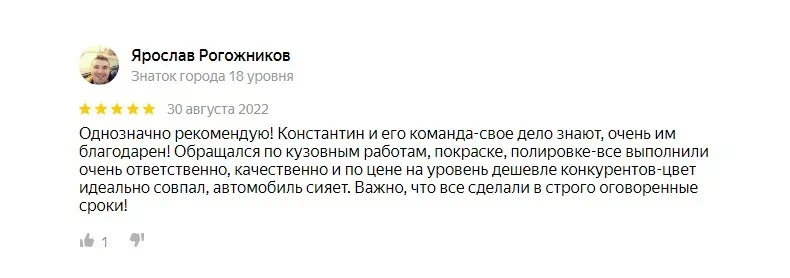 Ярослав Рогожников
Знаток города 18 уровня
30 августа 2022
Однозначно рекомендую! Константин и его команда-свое дело знают, очень им
благодарен! Обращался по кузовным работам, покраске, полировке-все выполнили
очень ответственно, качественно и по цене на уровень дешевле конкурентов-цвет
идеально совпал, автомобиль сияет. Важно, что все сделали в строго оговоренные
сроки!
1